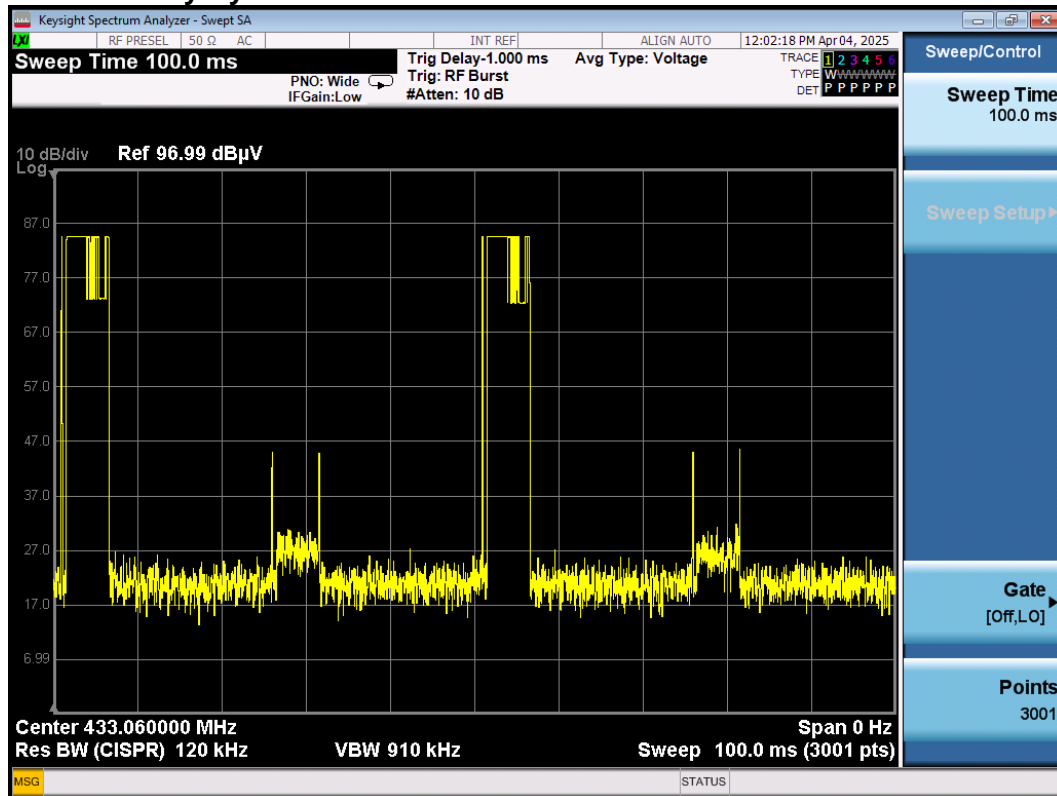 Keysight Spectrum Analyzer - Swept SA
LXI RF PRESEL 50 Ω AC INT REF ALIGN AUTO 12:02:18 PM Apr 04, 2025
Sweep Time 100.0 ms
PNO: Wide
IFGain:Low
Trig Delay-1.000 ms
Trig: RF Burst
#Atten: 10 dB
Avg Type: Voltage
TRACE 1 2 3 4 5 6
TYPE WWWWWW
DET P P P P P P
10 dB/div Ref 96.99 dBµV
Log
87.0
77.0
67.0
57.0
47.0
37.0
27.0
17.0
6.99
Center 433.060000 MHz Span 0 Hz
Res BW (CISPR) 120 kHz VBW 910 kHz Sweep 100.0 ms (3001 pts)
MSG STATUS
Sweep/Control
Sweep Time
100.0 ms
Sweep Setup
Gate
[Off,LO]
Points
3001